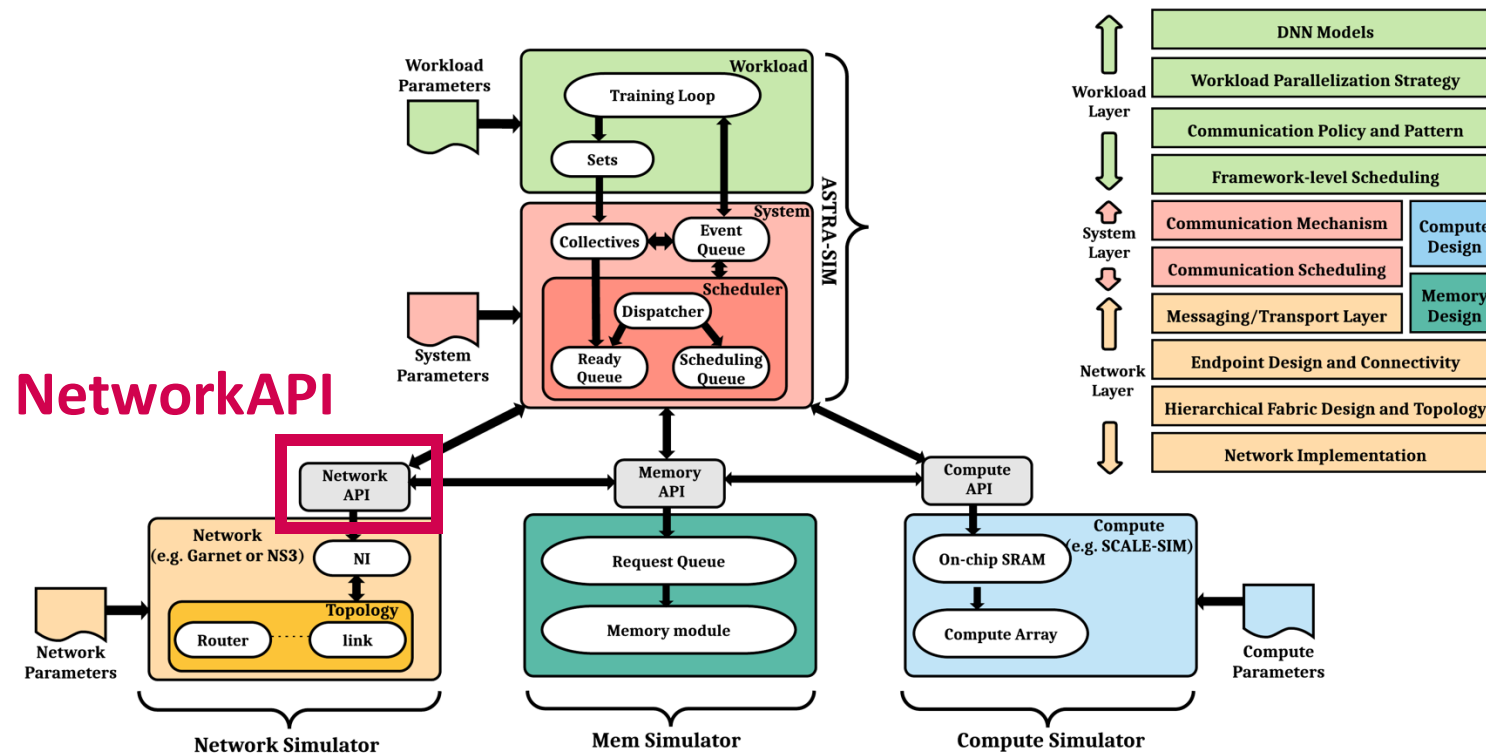 Workload
Parameters
Workload
Training Loop
Sets
ASTRA-SIM
System
Collectives
Event
Queue
Scheduler
Dispatcher
Ready
Queue
Scheduling
Queue
System
Parameters
NetworkAPI
Network
API
Memory
API
Compute
API
Network
(e.g. Garnet or NS3)
NI
Topology
Router
link
Network
Parameters
Request Queue
Memory module
Compute
(e.g. SCALE-SIM)
On-chip SRAM
Compute Array
Compute
Parameters
Network Simulator
Mem Simulator
Compute Simulator
Workload
Layer
System
Layer
Network
Layer
DNN Models
Workload Parallelization Strategy
Communication Policy and Pattern
Framework-level Scheduling
Communication Mechanism
Communication Scheduling
Compute
Design
Memory
Design
Messaging/Transport Layer
Endpoint Design and Connectivity
Hierarchical Fabric Design and Topology
Network Implementation